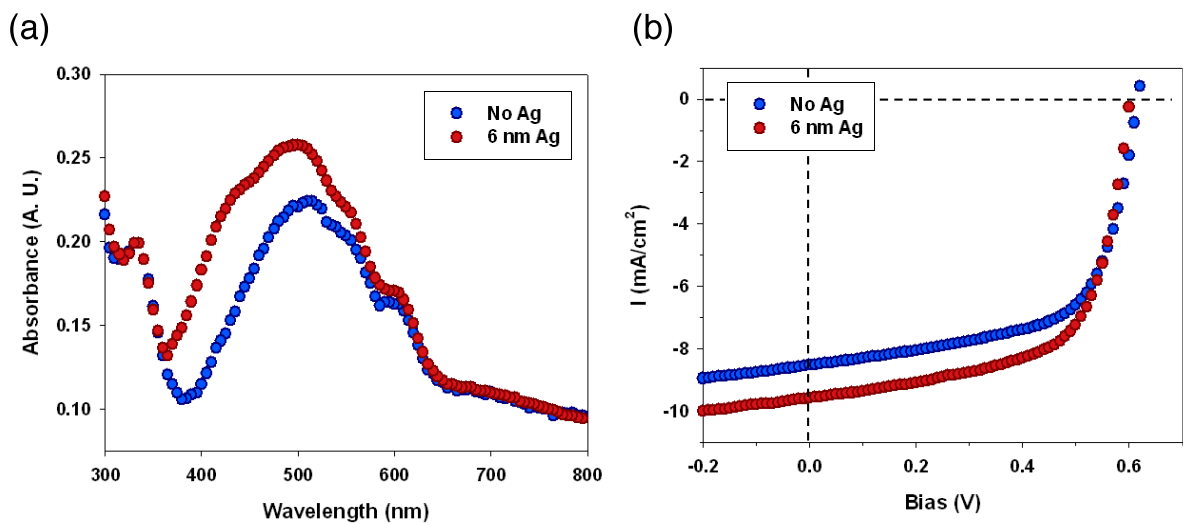 (a)
0.30
0.25
0.20
0.15
0.10
Absorbance (A. U.)
No Ag
6 nm Ag
300 400 500 600 700 800
Wavelength (nm)
(b)
0
-2
-4
-6
-8
-10
I (mA/cm²)
No Ag
6 nm Ag
-0.2 0.0 0.2 0.4 0.6
Bias (V)